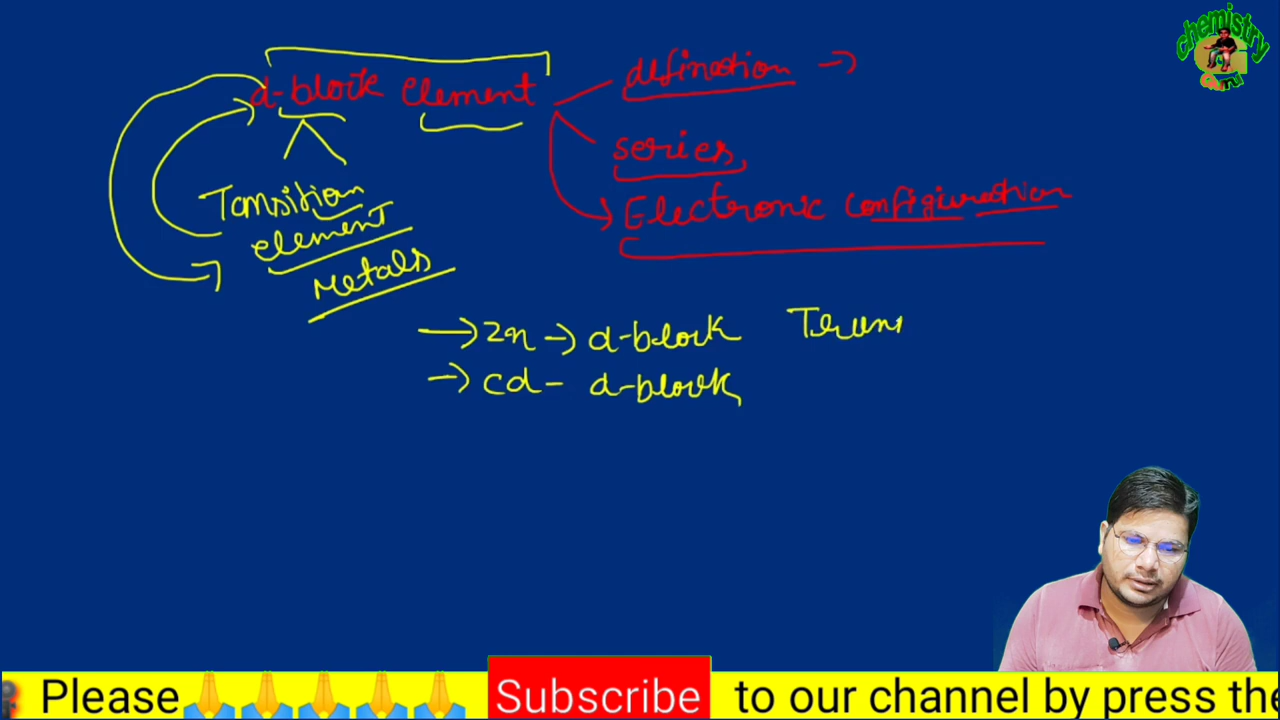 chemistry
d-block element
defination →
series,
Electronic configuration
Transition
element
Metals
→ Zn → d-block Tran
→ cd - d-block
Please🙏🙏🙏🙏🙏 Subscribe to our channel by press the